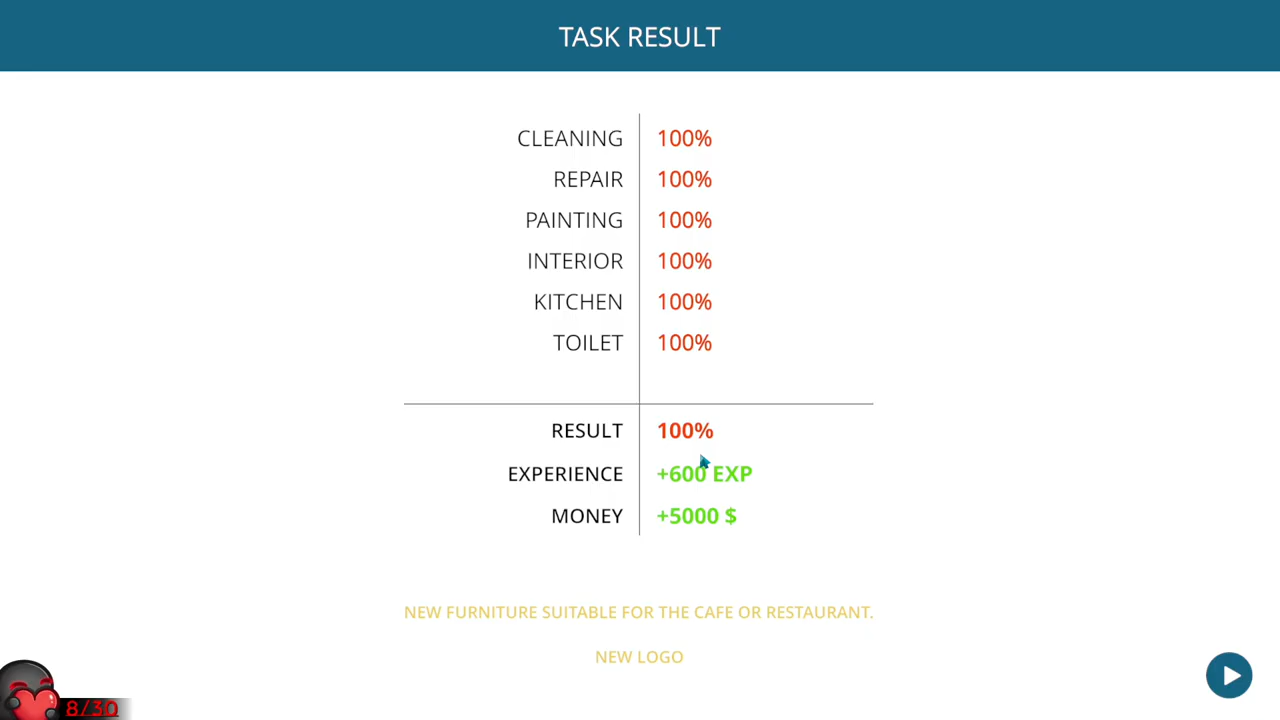 TASK RESULT
CLEANING 100%
REPAIR 100%
PAINTING 100%
INTERIOR 100%
KITCHEN 100%
TOILET 100%
RESULT 100%
EXPERIENCE +600 EXP
MONEY +5000 $
NEW FURNITURE SUITABLE FOR THE CAFE OR RESTAURANT.
NEW LOGO
8/30